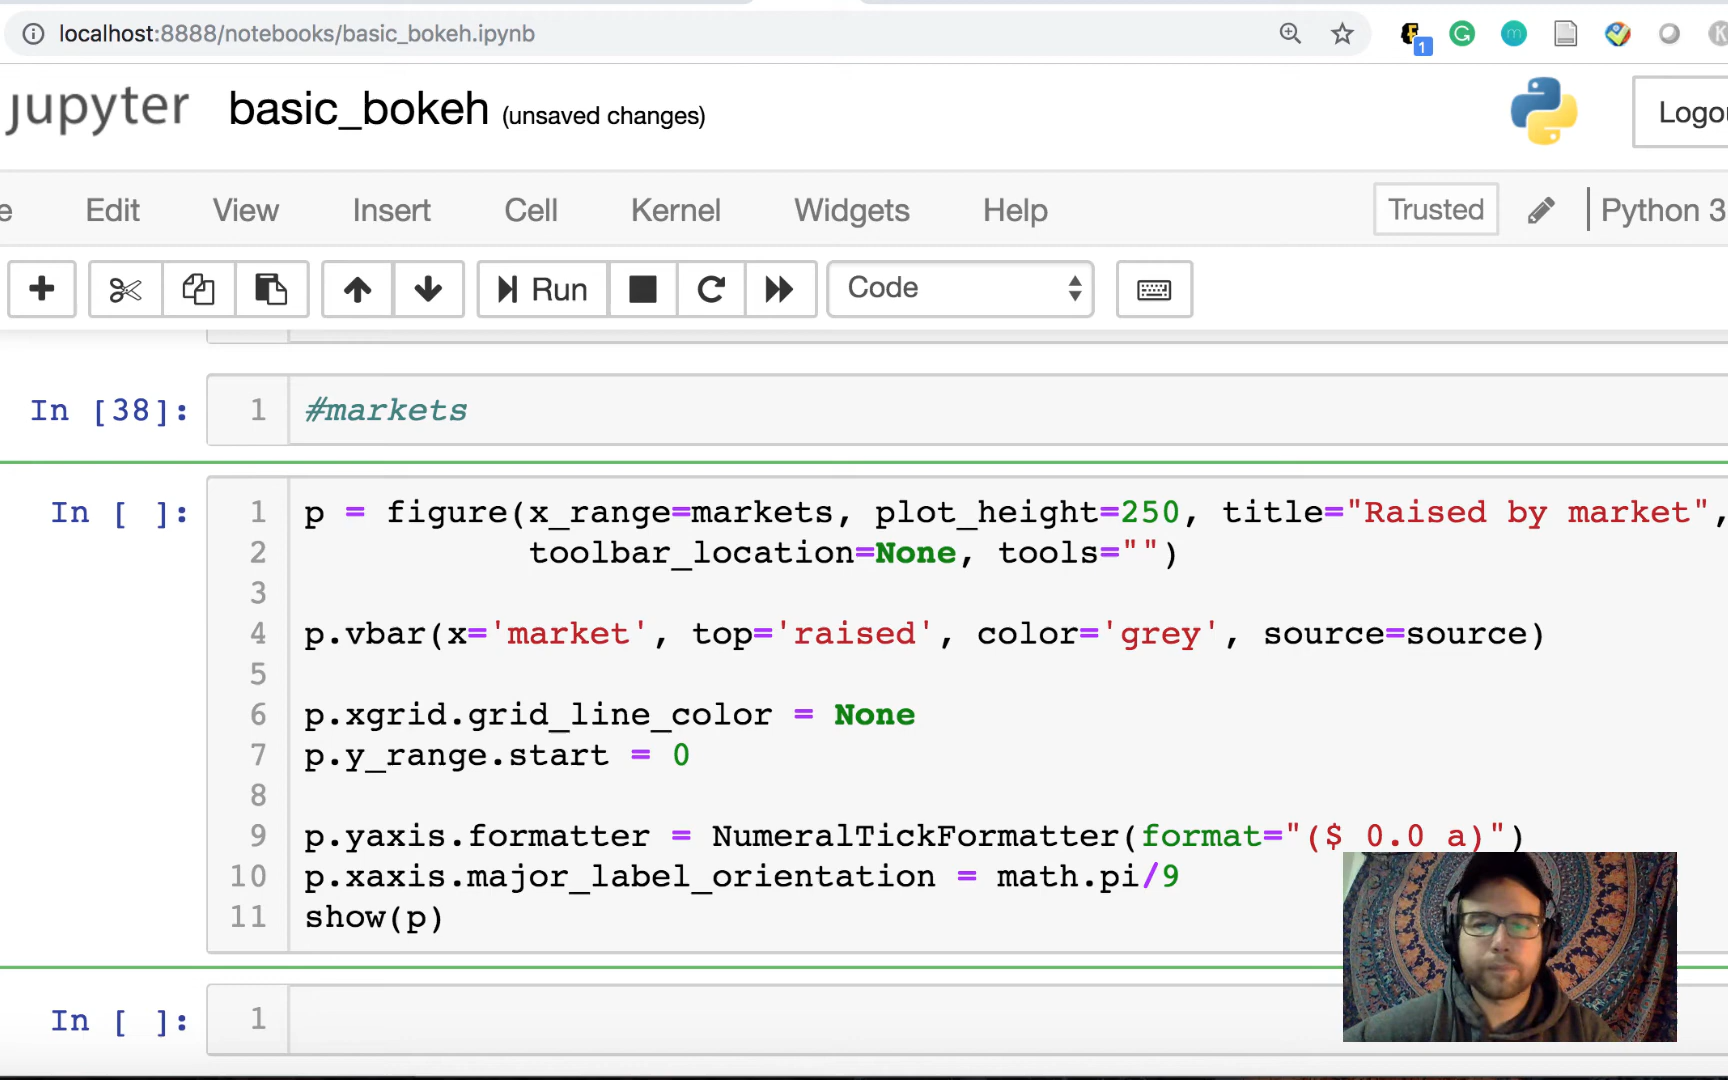 localhost:8888/notebooks/basic_bokeh.ipynb
1
jupyter basic_bokeh (unsaved changes)
Logo
e Edit View Insert Cell Kernel Widgets Help Trusted Python 3
Run Code
In [38]: 1 #markets
In [ ]: 1 p = figure(x_range=markets, plot_height=250, title="Raised by market",
2 toolbar_location=None, tools="")
3
4 p.vbar(x='market', top='raised', color='grey', source=source)
5
6 p.xgrid.grid_line_color = None
7 p.y_range.start = 0
8
9 p.yaxis.formatter = NumeralTickFormatter(format="($ 0.0 a)")
10 p.xaxis.major_label_orientation = math.pi/9
11 show(p)
In [ ]: 1